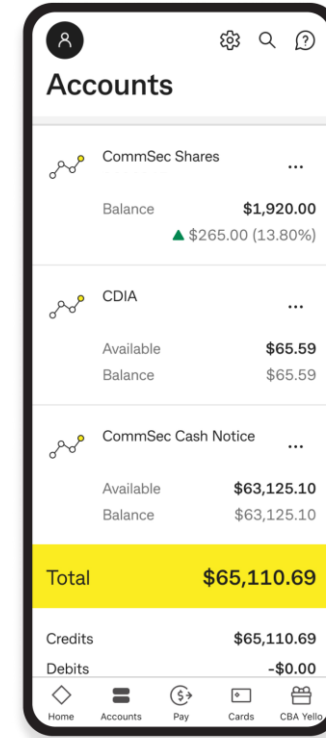 Accounts
CommSec Shares ...
Balance $1,920.00
▲ $265.00 (13.80%)
CDIA ...
Available $65.59
Balance $65.59
CommSec Cash Notice ...
Available $63,125.10
Balance $63,125.10
Total $65,110.69
Credits $65,110.69
Debits -$0.00
Home Accounts Pay Cards CBA Yello